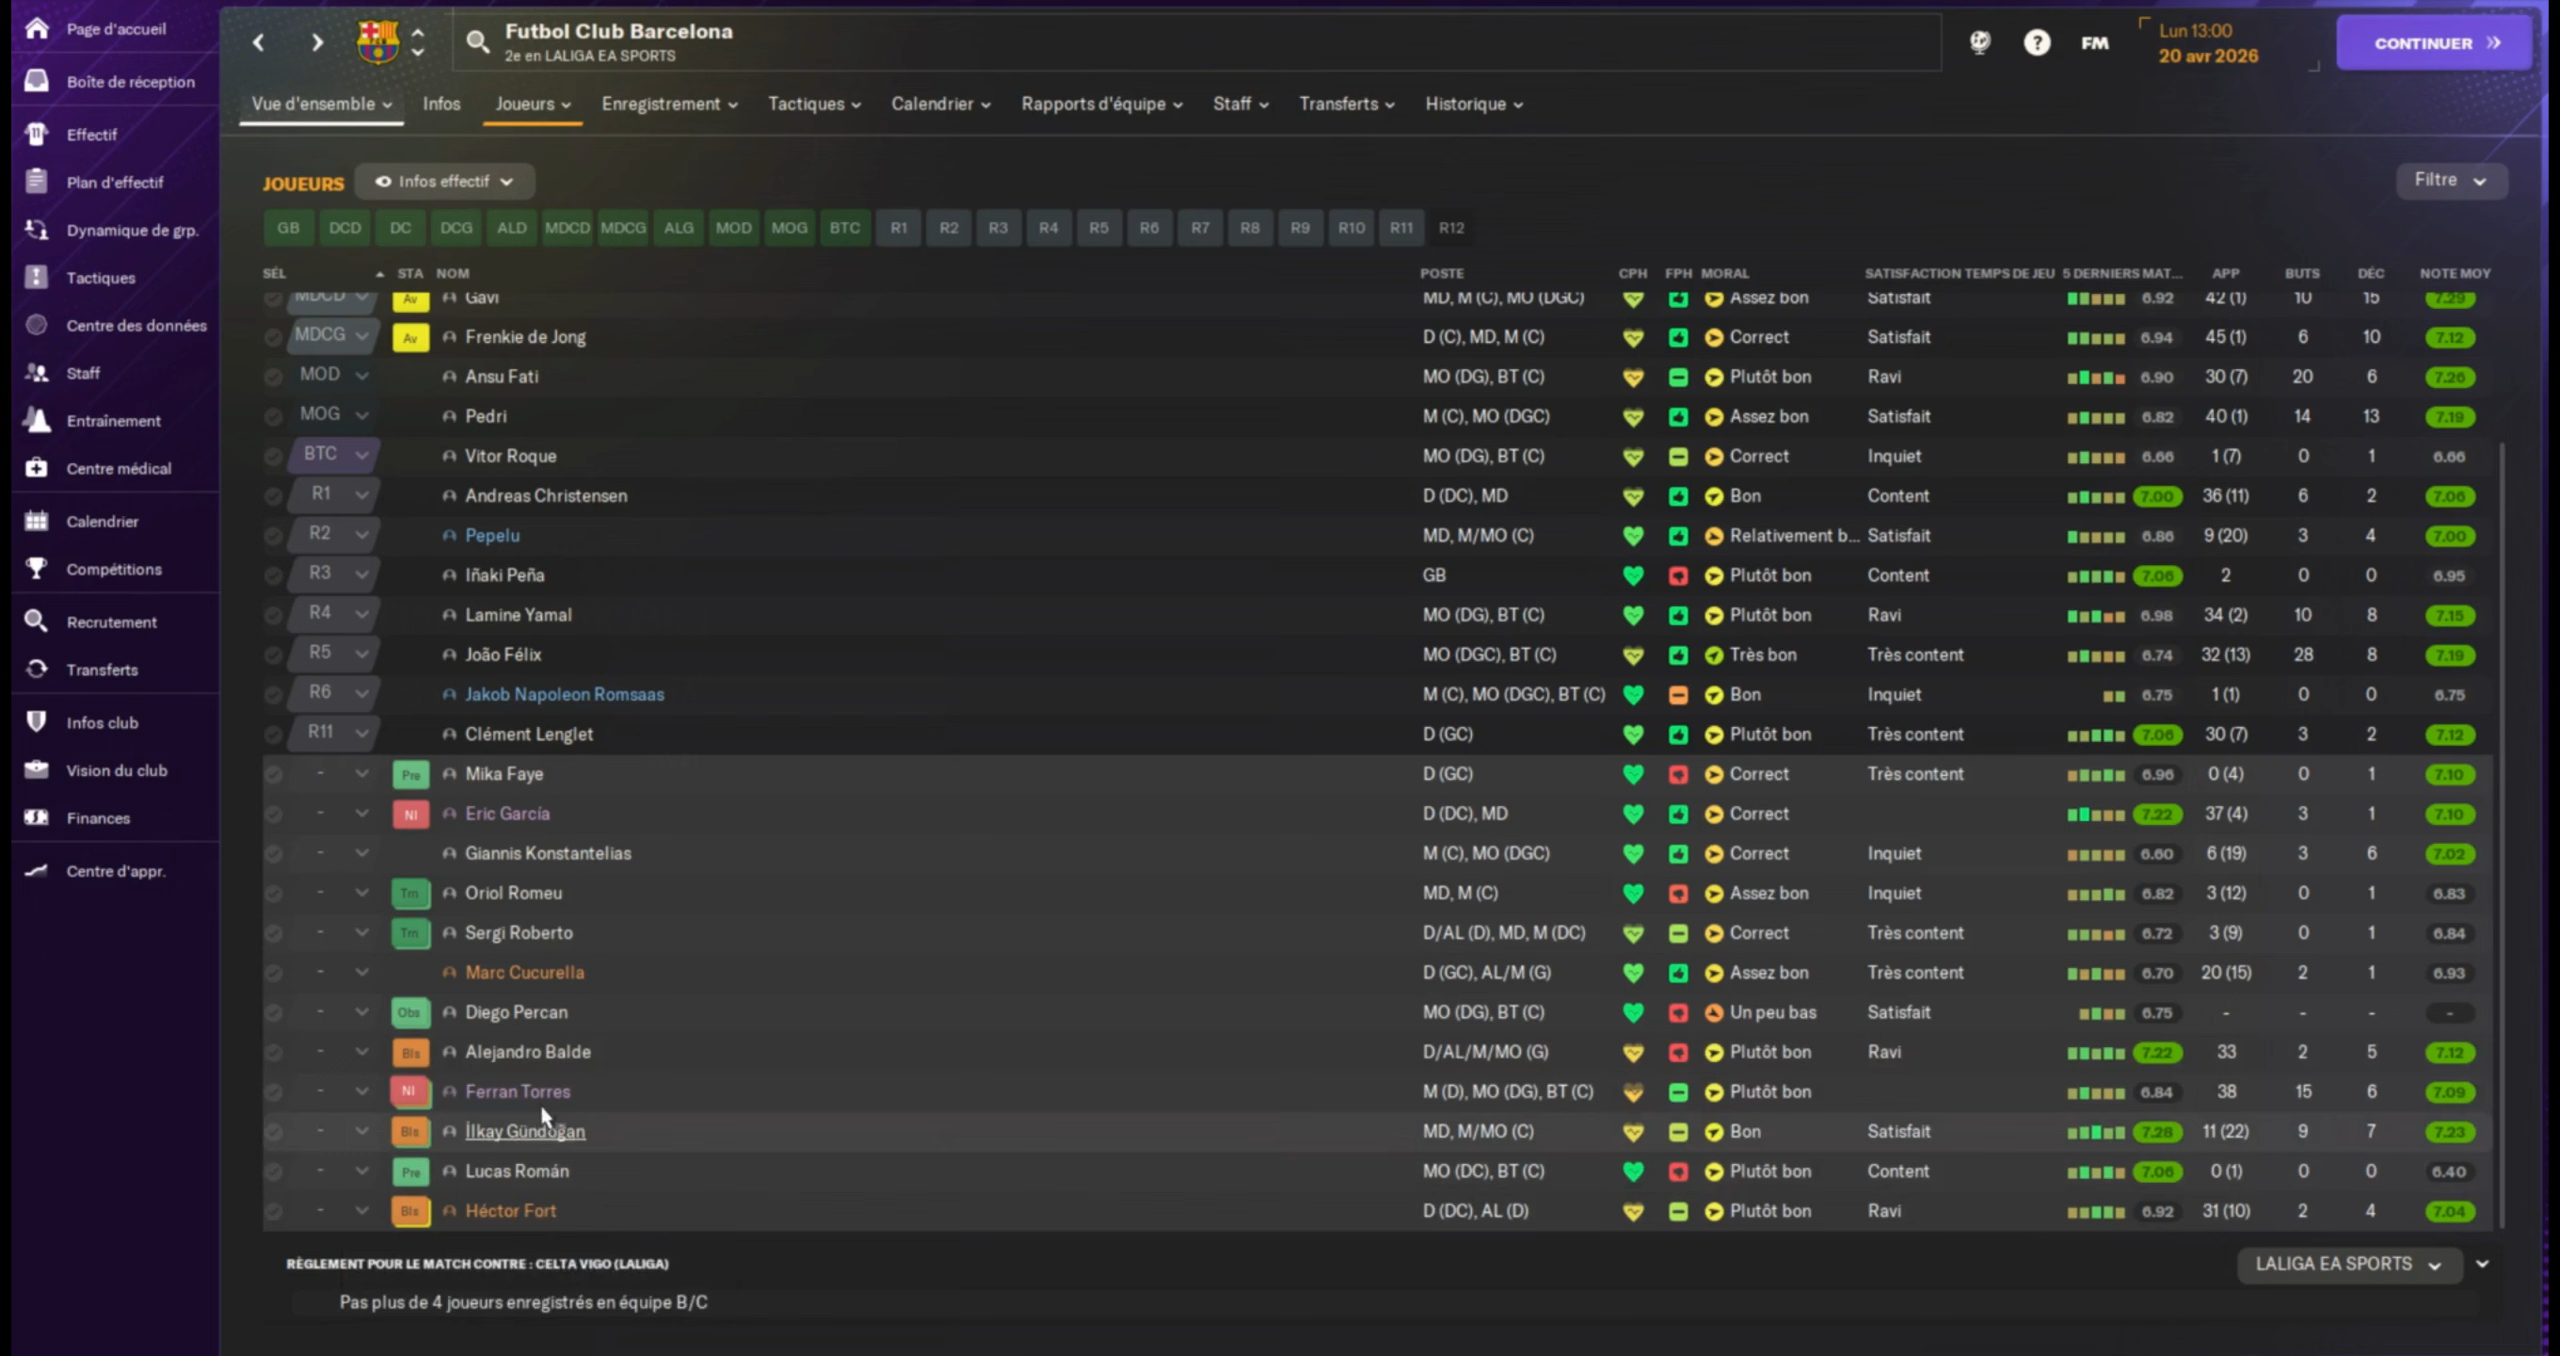 Page d'accueil
Boîte de réception
Effectif
Plan d'effectif
Dynamique de grp.
Tactiques
Centre des données
Staff
Entraînement
Centre médical
Calendrier
Compétitions
Recrutement
Transferts
Infos club
Vision du club
Finances
Centre d'appr.
Futbol Club Barcelona
2e en LALIGA EA SPORTS
FM
Lun 13:00
20 avr 2026
CONTINUER
Vue d'ensemble Infos Joueurs Enregistrement Tactiques Calendrier Rapports d'équipe Staff Transferts Historique
JOUEURS Infos effectif Filtre
GB DCD DC DCG ALD MDCD MDCG ALG MOD MOG BTC R1 R2 R3 R4 R5 R6 R7 R8 R9 R10 R11 R12
SÉL STA NOM POSTE CPH FPH MORAL SATISFACTION TEMPS DE JEU 5 DERNIERS MAT... APP BUTS DÉC NOTE MOY
MDCD Av Gavi MD, M (C), MO (DGC) Assez bon Satisfait 6.92 42 (1) 10 15 7.29
MDCG Av Frenkie de Jong D (C), MD, M (C) Correct Satisfait 6.94 45 (1) 6 10 7.12
MOD Ansu Fati MO (DG), BT (C) Plutôt bon Ravi 6.90 30 (7) 20 6 7.26
MOG Pedri M (C), MO (DGC) Assez bon Satisfait 6.82 40 (1) 14 13 7.19
BTC Vitor Roque MO (DG), BT (C) Correct Inquiet 6.66 1 (7) 0 1 6.66
R1 Andreas Christensen D (DC), MD Bon Content 7.00 36 (11) 6 2 7.06
R2 Pepelu MD, M/MO (C) Relativement b... Satisfait 6.86 9 (20) 3 4 7.00
R3 Iñaki Peña GB Plutôt bon Content 7.06 2 0 0 6.95
R4 Lamine Yamal MO (DG), BT (C) Plutôt bon Ravi 6.98 34 (2) 10 8 7.15
R5 João Félix MO (DGC), BT (C) Très bon Très content 6.74 32 (13) 28 8 7.19
R6 Jakob Napoleon Romsaas M (C), MO (DGC), BT (C) Bon Inquiet 6.75 1 (1) 0 0 6.75
R11 Clément Lenglet D (GC) Plutôt bon Très content 7.06 30 (7) 3 2 7.12
- Pre Mika Faye D (GC) Correct Très content 6.96 0 (4) 0 1 7.10
- NI Eric García D (DC), MD Correct 7.22 37 (4) 3 1 7.10
- Giannis Konstantelias M (C), MO (DGC) Correct Inquiet 6.60 6 (19) 3 6 7.02
- Trn Oriol Romeu MD, M (C) Assez bon Inquiet 6.82 3 (12) 0 1 6.83
- Trn Sergi Roberto D/AL (D), MD, M (DC) Correct Très content 6.72 3 (9) 0 1 6.84
- Marc Cucurella D (GC), AL/M (G) Assez bon Très content 6.70 20 (15) 2 1 6.93
- Obs Diego Percan MO (DG), BT (C) Un peu bas Satisfait 6.75 - - - -
- Bls Alejandro Balde D/AL/M/MO (G) Plutôt bon Ravi 7.22 33 2 5 7.12
- NI Ferran Torres M (D), MO (DG), BT (C) Plutôt bon 6.84 38 15 6 7.09
- Bls İlkay Gündoğan MD, M/MO (C) Bon Satisfait 7.28 11 (22) 9 7 7.23
- Pre Lucas Román MO (DC), BT (C) Plutôt bon Content 7.06 0 (1) 0 0 6.40
- Bls Héctor Fort D (DC), AL (D) Plutôt bon Ravi 6.92 31 (10) 2 4 7.04
RÈGLEMENT POUR LE MATCH CONTRE : CELTA VIGO (LALIGA) LALIGA EA SPORTS
Pas plus de 4 joueurs enregistrés en équipe B/C